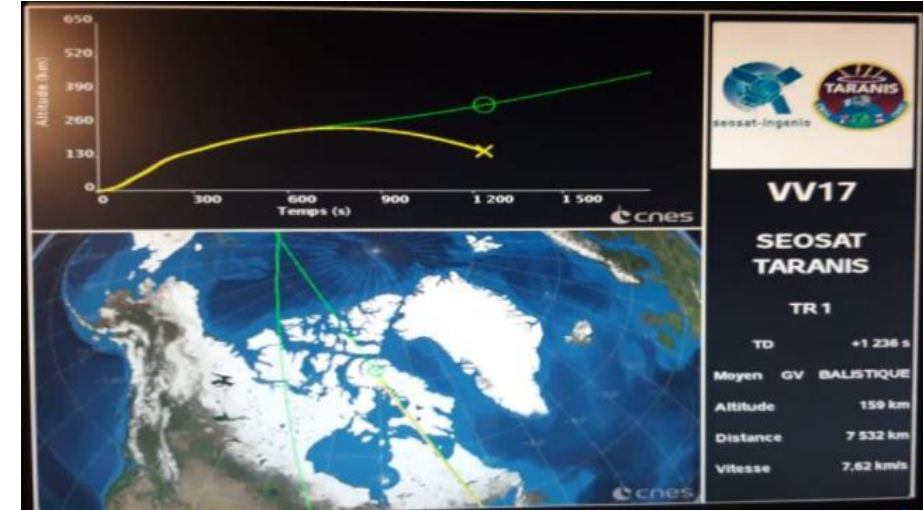 650
520
390
260
130
0
Altitude (km)
0 300 600 900 1 200 1 500
Temps (s)
cnes
cnes
seosat-ingenio
TARANIS
VV17
SEOSAT
TARANIS
TR 1
TD +1 236 s
Moyen GV BALISTIQUE
Altitude 159 km
Distance 7 532 km
Vitesse 7,62 km/s